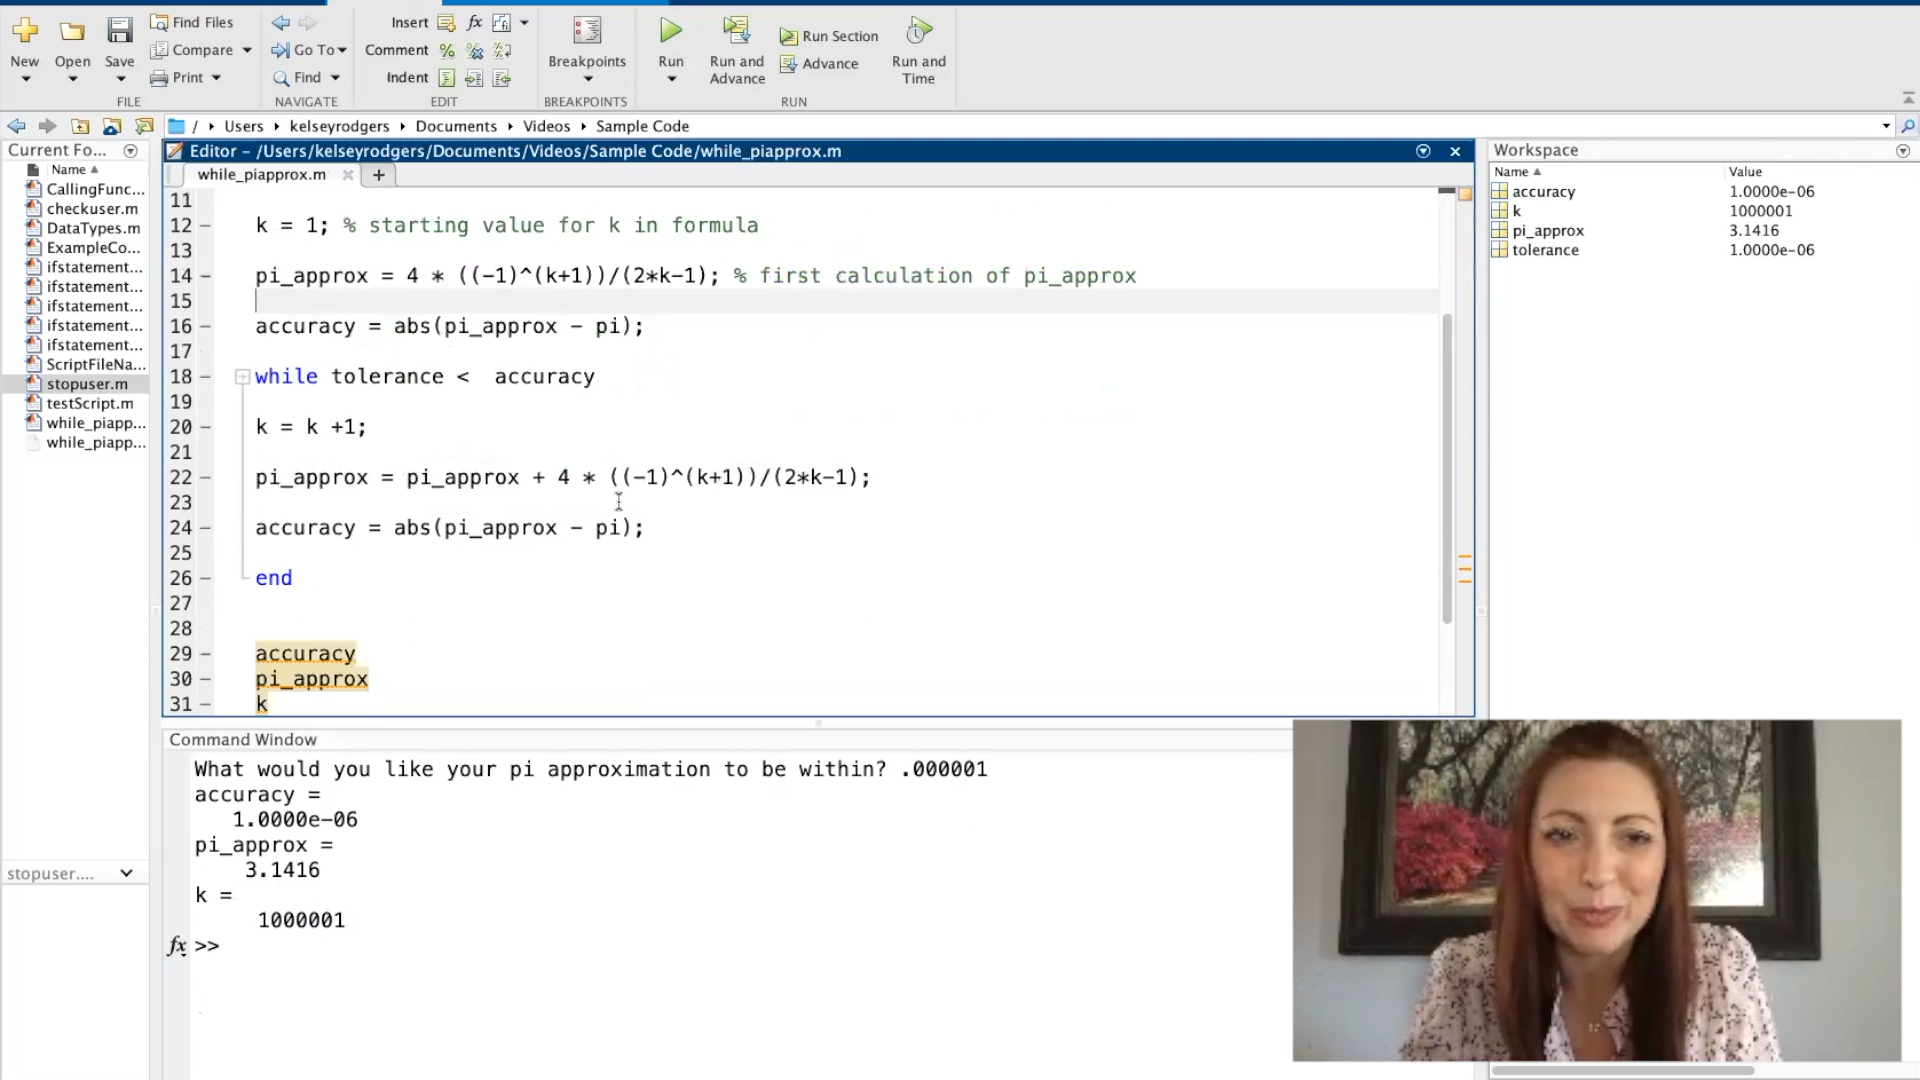 Find Files
Insert
New
Open
Save
Compare
Go To
Comment
Breakpoints
Run
Run and Advance
Run Section
Advance
Run and Time
Print
Find
Indent
FILE
NAVIGATE
EDIT
BREAKPOINTS
RUN
/ Users kelseyrodgers Documents Videos Sample Code
Current Fo...
Name
CallingFunc...
checkuser.m
DataTypes.m
ExampleCo...
ifstatement...
ifstatement...
ifstatement...
ifstatement...
ifstatement...
ScriptFileNa...
stopuser.m
testScript.m
while_piapp...
while_piapp...
stopuser....
Editor – /Users/kelseyrodgers/Documents/Videos/Sample Code/while_piapprox.m
while_piapprox.m
11
12 – k = 1; % starting value for k in formula
13
14 – pi_approx = 4 * ((-1)^(k+1))/(2*k-1); % first calculation of pi_approx
15
16 – accuracy = abs(pi_approx - pi);
17
18 – while tolerance < accuracy
19
20 – k = k +1;
21
22 – pi_approx = pi_approx + 4 * ((-1)^(k+1))/(2*k-1);
23
24 – accuracy = abs(pi_approx - pi);
25
26 – end
27
28
29 – accuracy
30 – pi_approx
31 – k
Command Window
What would you like your pi approximation to be within? .000001
accuracy =
1.0000e-06
pi_approx =
3.1416
k =
1000001
fx >>
Workspace
Name Value
accuracy 1.0000e-06
k 1000001
pi_approx 3.1416
tolerance 1.0000e-06